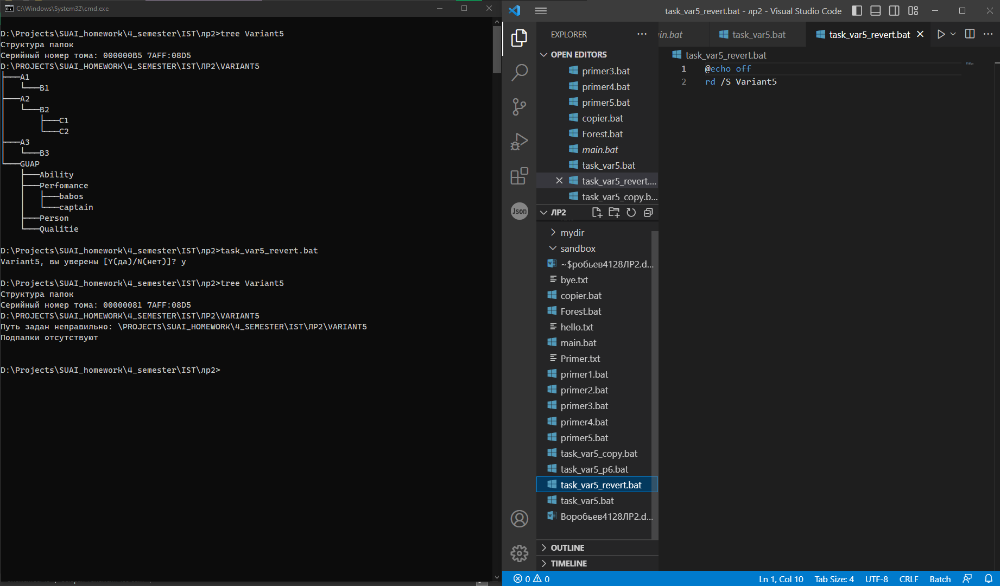 C:\Windows\System32\cmd.exe
D:\Projects\SUAI_homework\4_semester\IST\лр2>tree Variant5
Структура папок
Серийный номер тома: 000000B5 7AFF:08D5
D:\PROJECTS\SUAI_HOMEWORK\4_SEMESTER\IST\ЛР2\VARIANT5
├───A1
│   └───B1
├───A2
│   └───B2
│       ├───C1
│       └───C2
├───A3
│   └───B3
└───GUAP
    ├───Ability
    ├───Perfomance
    │   ├───babos
    │   └───captain
    ├───Person
    └───Qualitie
D:\Projects\SUAI_homework\4_semester\IST\лр2>task_var5_revert.bat
Variant5, вы уверены [Y(да)/N(нет)]? y
D:\Projects\SUAI_homework\4_semester\IST\лр2>tree Variant5
Структура папок
Серийный номер тома: 00000081 7AFF:08D5
D:\PROJECTS\SUAI_HOMEWORK\4_SEMESTER\IST\ЛР2\VARIANT5
Путь задан неправильно: \PROJECTS\SUAI_HOMEWORK\4_SEMESTER\IST\ЛР2\VARIANT5
Подпапки отсутствуют
D:\Projects\SUAI_homework\4_semester\IST\лр2>
task_var5_revert.bat - лр2 - Visual Studio Code
EXPLORER
OPEN EDITORS
primer3.bat
primer4.bat
primer5.bat
copier.bat
Forest.bat
main.bat
task_var5.bat
task_var5_revert....
task_var5_copy.b...
ЛР2
mydir
sandbox
~$робьев4128ЛР2.d...
bye.txt
copier.bat
Forest.bat
hello.txt
main.bat
Primer.txt
primer1.bat
primer2.bat
primer3.bat
primer4.bat
primer5.bat
task_var5_copy.bat
task_var5_p6.bat
task_var5_revert.bat
task_var5.bat
Воробьев4128ЛР2.d...
OUTLINE
TIMELINE
Json
in.bat
task_var5.bat
task_var5_revert.bat
task_var5_revert.bat
1 @echo off
2 rd /S Variant5
0 0
Ln 1, Col 10 Tab Size: 4 UTF-8 CRLF Batch